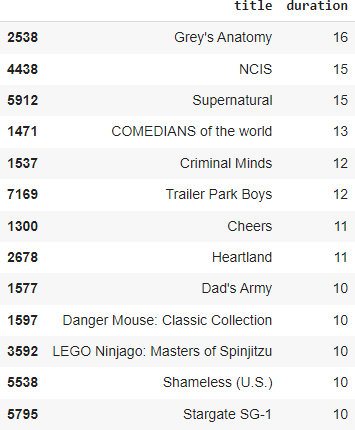 title duration
2538 Grey's Anatomy 16
4438 NCIS 15
5912 Supernatural 15
1471 COMEDIANS of the world 13
1537 Criminal Minds 12
7169 Trailer Park Boys 12
1300 Cheers 11
2678 Heartland 11
1577 Dad's Army 10
1597 Danger Mouse: Classic Collection 10
3592 LEGO Ninjago: Masters of Spinjitzu 10
5538 Shameless (U.S.) 10
5795 Stargate SG-1 10